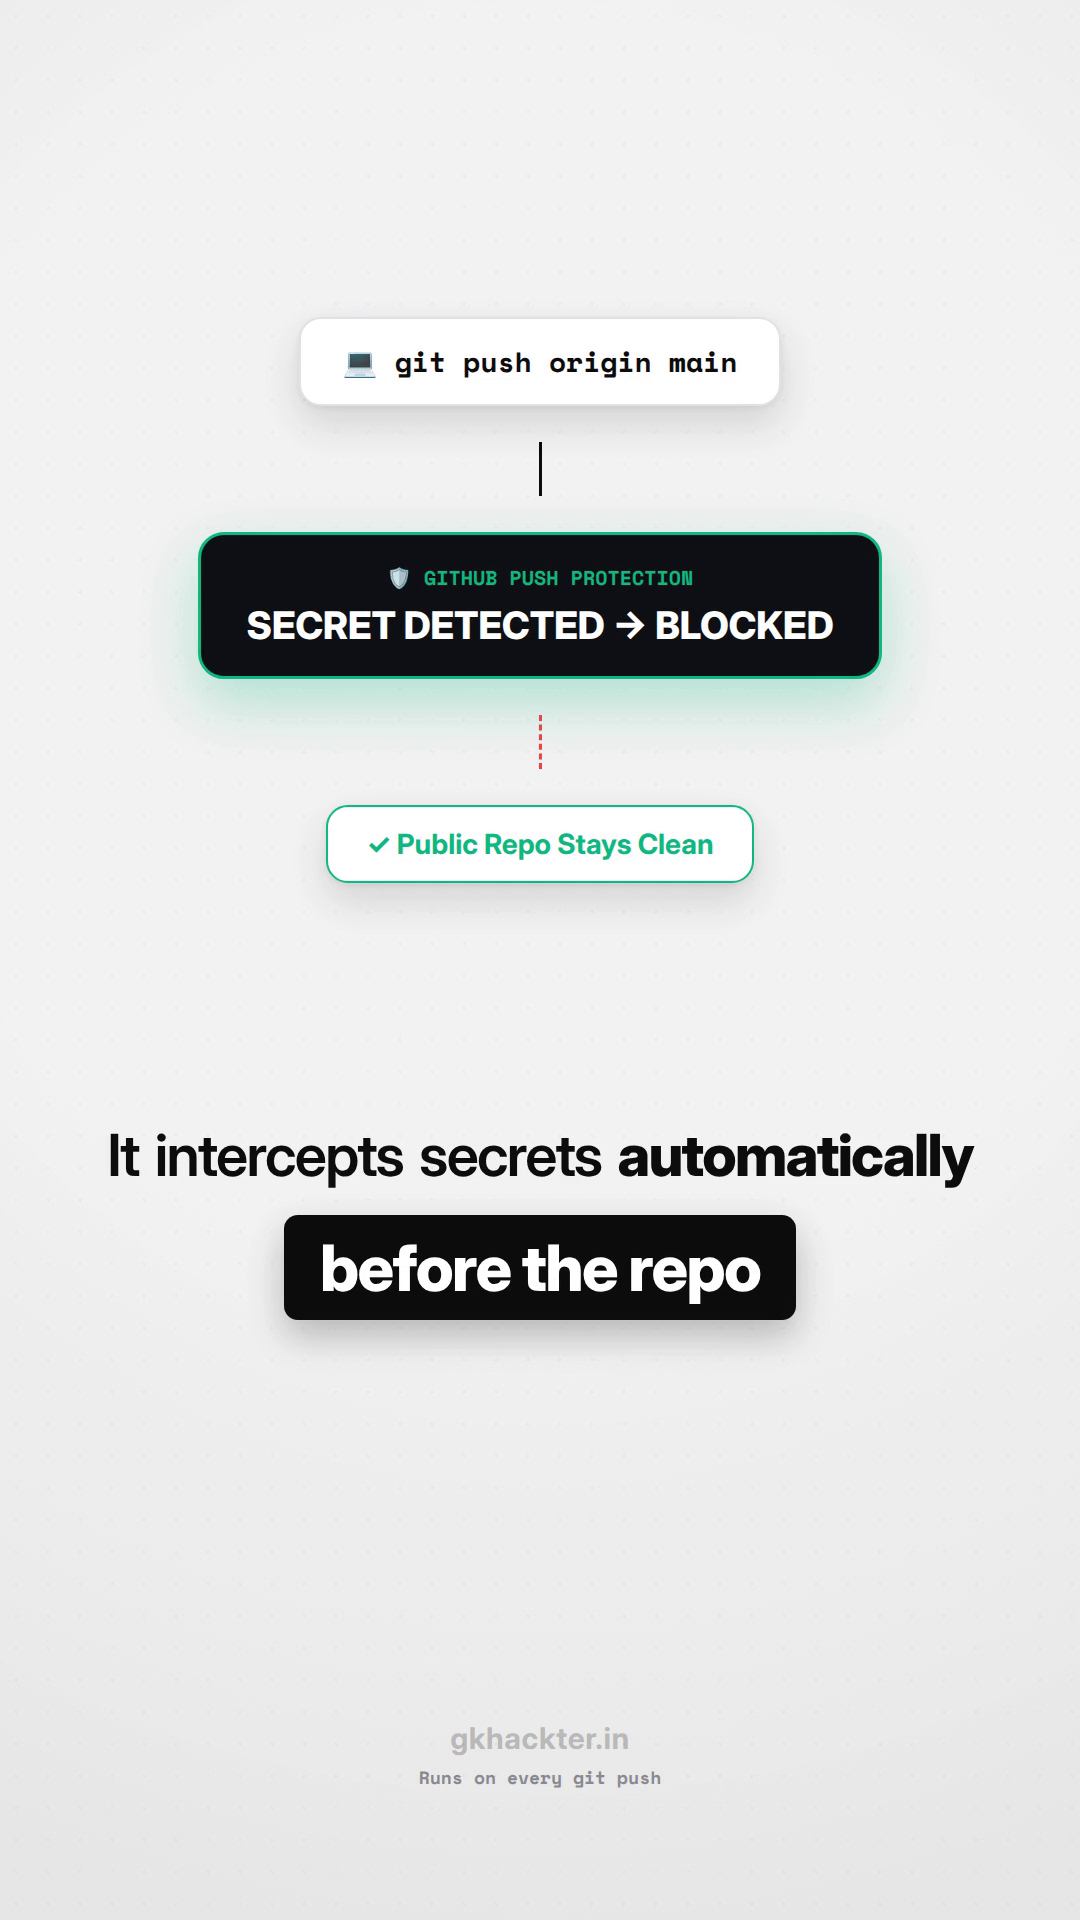 💻 git push origin main
🛡️ GITHUB PUSH PROTECTION
SECRET DETECTED → BLOCKED
✓ Public Repo Stays Clean
It intercepts secrets automatically
before the repo
gkhackter.in
Runs on every git push